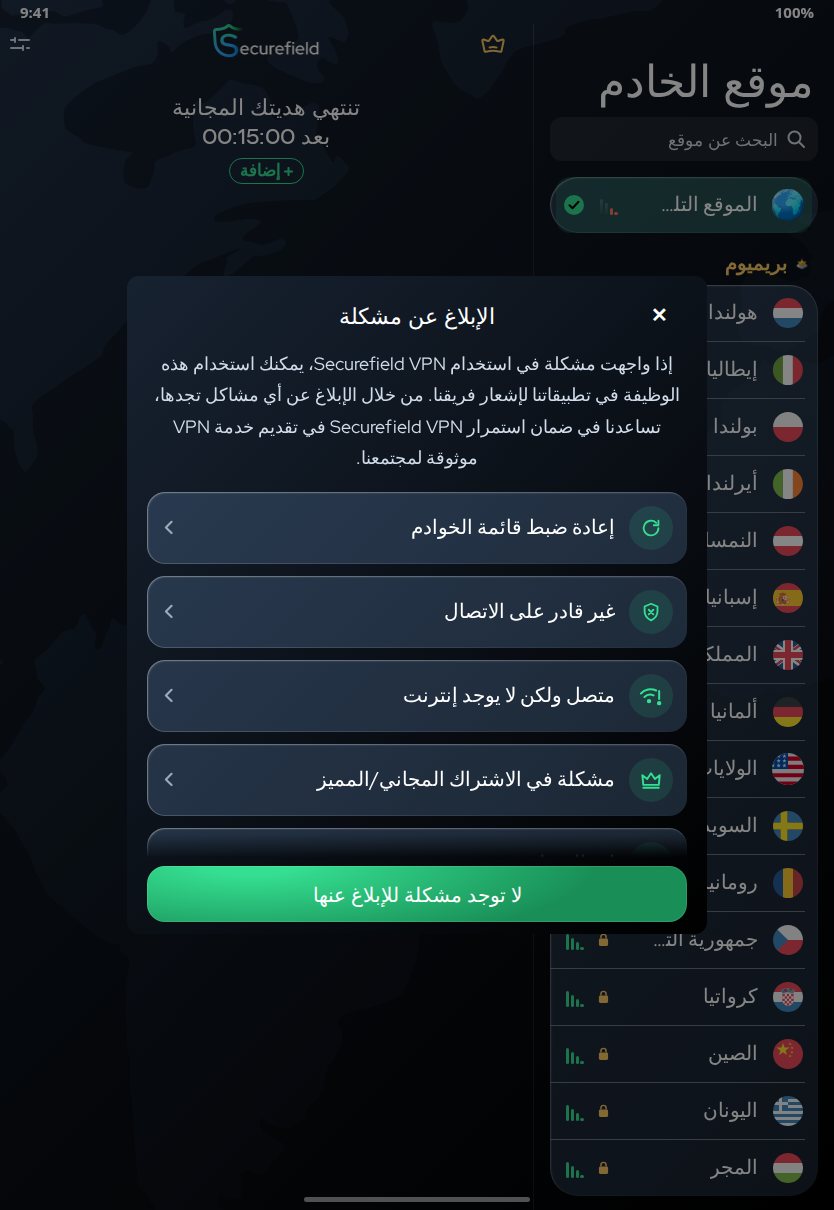 9:41
100%
Securefield
تنتهي هديتك المجانية
بعد 00:15:00
+ إضافة
موقع الخادم
البحث عن موقع
الموقع التلـ...
بريميوم
هولندا
إيطاليا
بولندا
أيرلندا
النمسا
إسبانيا
المملكـ
ألمانيا
الولايات
السويد
رومانيـ
جمهورية التـ...
كرواتيا
الصين
اليونان
المجر
الإبلاغ عن مشكلة
إذا واجهت مشكلة في استخدام Securefield VPN، يمكنك استخدام هذه
الوظيفة في تطبيقاتنا لإشعار فريقنا. من خلال الإبلاغ عن أي مشاكل تجدها،
تساعدنا في ضمان استمرار Securefield VPN في تقديم خدمة VPN
موثوقة لمجتمعنا.
إعادة ضبط قائمة الخوادم
غير قادر على الاتصال
متصل ولكن لا يوجد إنترنت
مشكلة في الاشتراك المجاني/المميز
لا توجد مشكلة للإبلاغ عنها